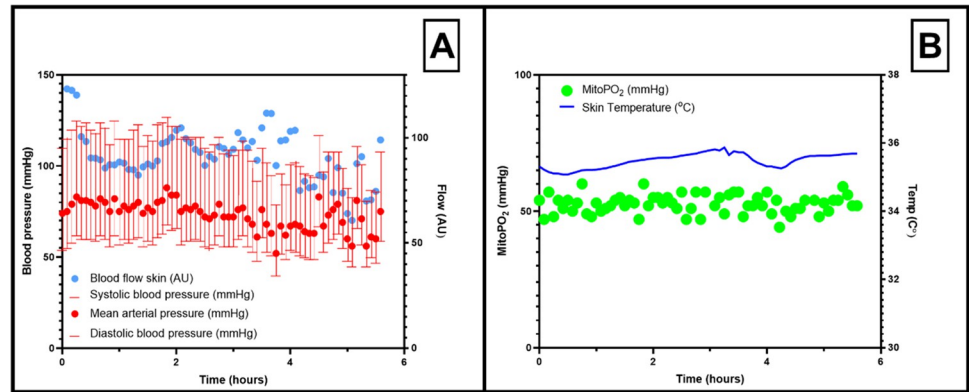 A
150
100
50
0
Blood pressure (mmHg)
Blood flow skin (AU)
Systolic blood pressure (mmHg)
Mean arterial pressure (mmHg)
Diastolic blood pressure (mmHg)
100
50
0
Flow (AU)
0
2
4
6
Time (hours)
B
100
50
0
MitoPO₂ (mmHg)
MitoPO₂ (mmHg)
Skin Temperature (°C)
38
36
34
32
30
Temp (C°)
0
2
4
6
Time (hours)